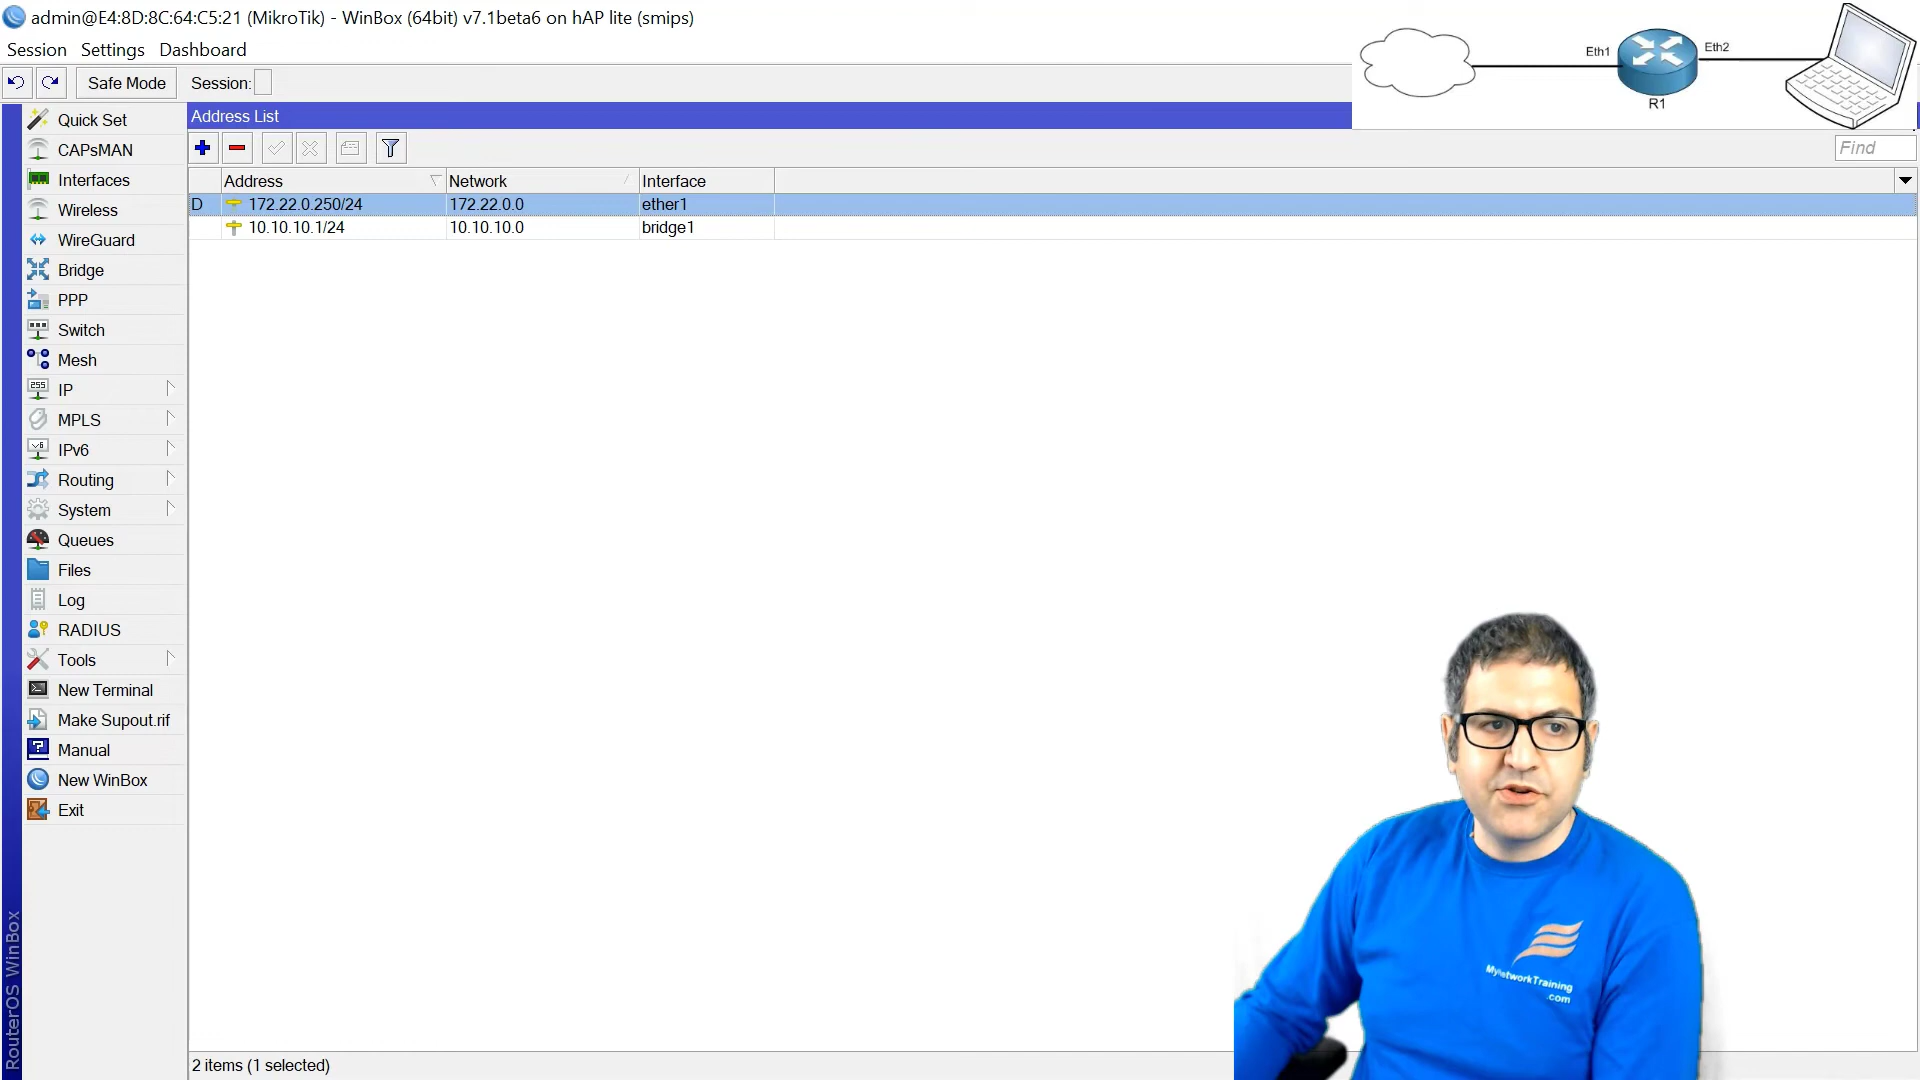 admin@E4:8D:8C:64:C5:21 (MikroTik) - WinBox (64bit) v7.1beta6 on hAP lite (smips)
Session Settings Dashboard
Safe Mode Session:
Eth1 Eth2
R1
Address List
Find
Address Network Interface
D 172.22.0.250/24 172.22.0.0 ether1
10.10.10.1/24 10.10.10.0 bridge1
Quick Set
CAPsMAN
Interfaces
Wireless
WireGuard
Bridge
PPP
Switch
Mesh
255 IP
MPLS
v6 IPv6
Routing
System
Queues
Files
Log
RADIUS
Tools
New Terminal
Make Supout.rif
Manual
New WinBox
Exit
RouterOS WinBox
MyNetworkTraining
.com
2 items (1 selected)